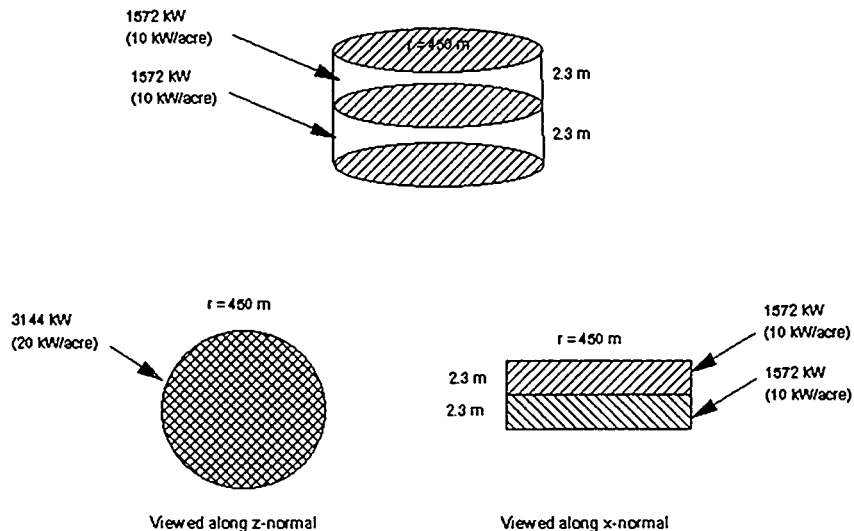 1572 kW
(10 kW/acre)
1572 kW
(10 kW/acre)
r = 450 m
2.3 m
2.3 m
3144 kW
(20 kW/acre)
r = 450 m
Viewed along z-normal
r = 450 m
2.3 m
2.3 m
1572 kW
(10 kW/acre)
1572 kW
(10 kW/acre)
Viewed along x-normal